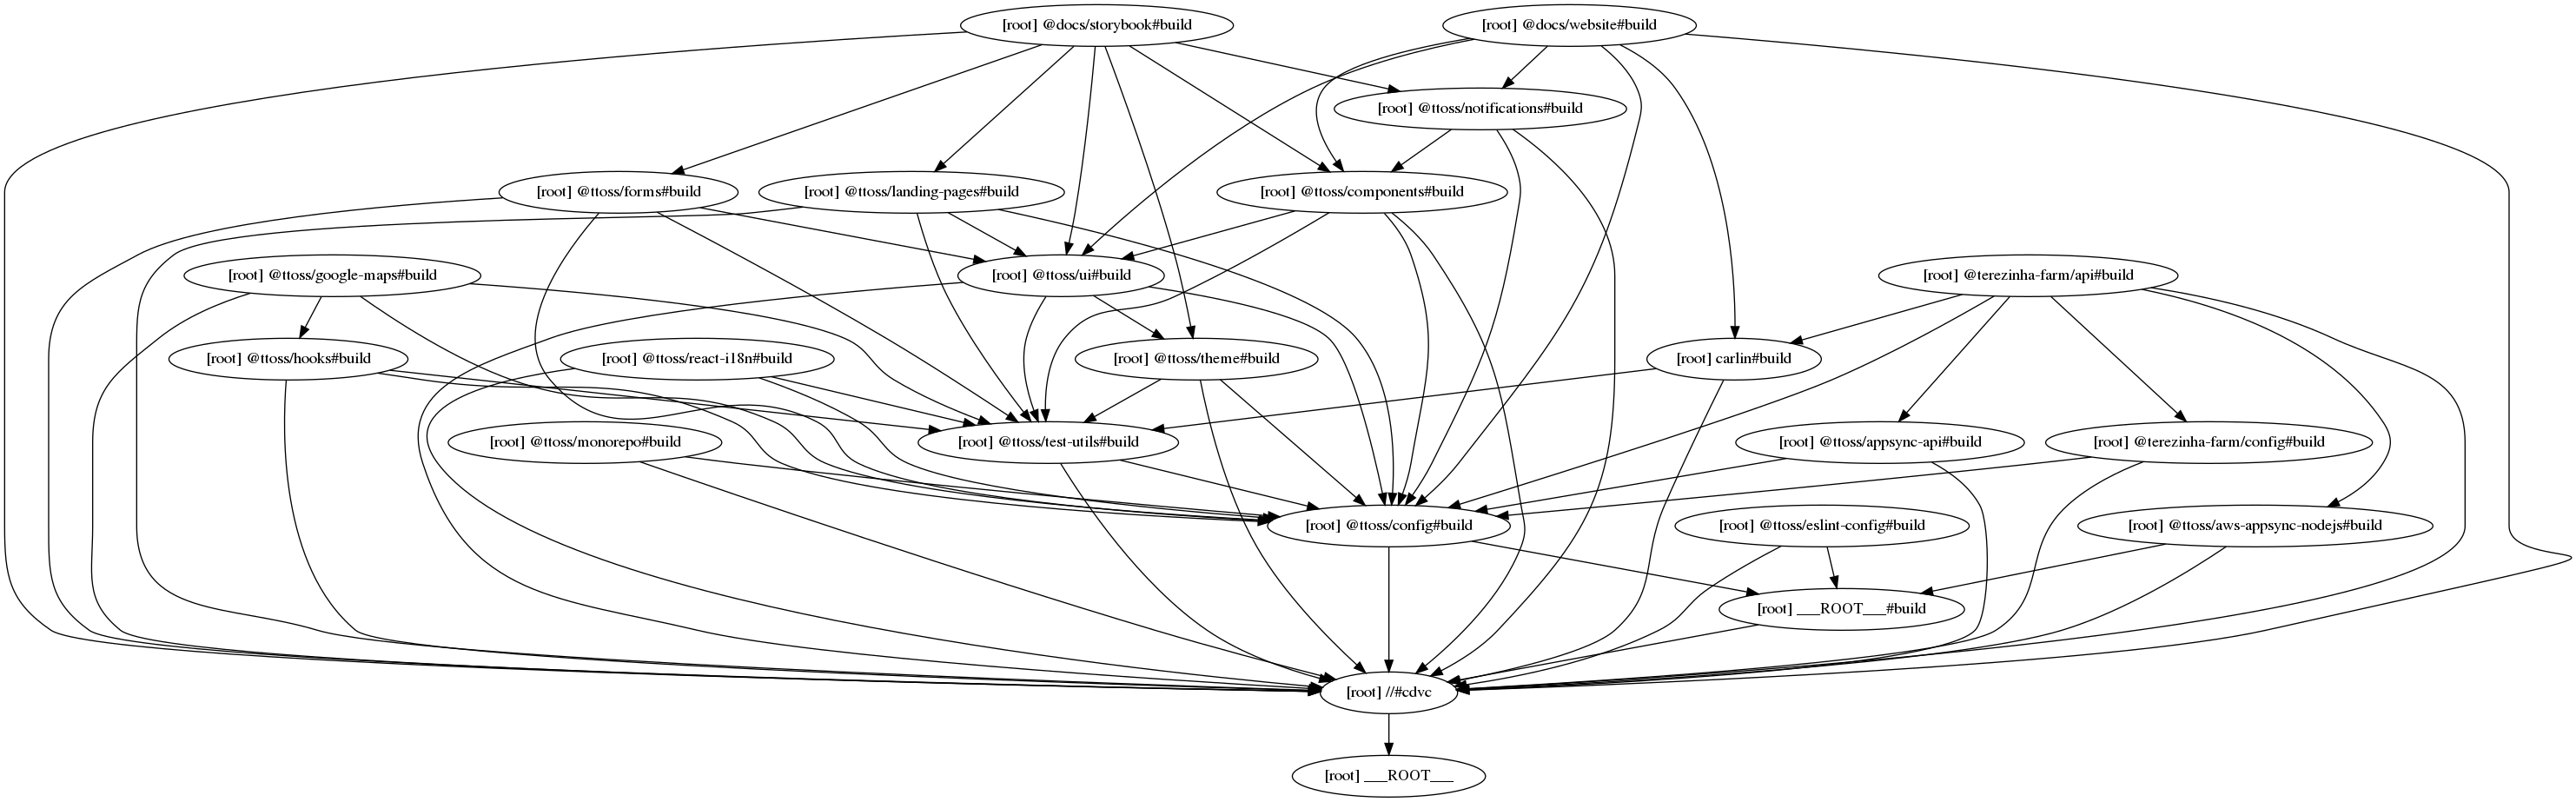 [root] @docs/storybook#build
[root] @docs/website#build
[root] @ttoss/notifications#build
[root] @ttoss/forms#build
[root] @ttoss/landing-pages#build
[root] @ttoss/components#build
[root] @ttoss/google-maps#build
[root] @ttoss/ui#build
[root] @terezinha-farm/api#build
[root] @ttoss/hooks#build
[root] @ttoss/react-i18n#build
[root] @ttoss/theme#build
[root] carlin#build
[root] @ttoss/monorepo#build
[root] @ttoss/test-utils#build
[root] @ttoss/appsync-api#build
[root] @terezinha-farm/config#build
[root] @ttoss/config#build
[root] @ttoss/eslint-config#build
[root] @ttoss/aws-appsync-nodejs#build
[root] ___ROOT___#build
[root] //#cdvc
[root] ___ROOT___